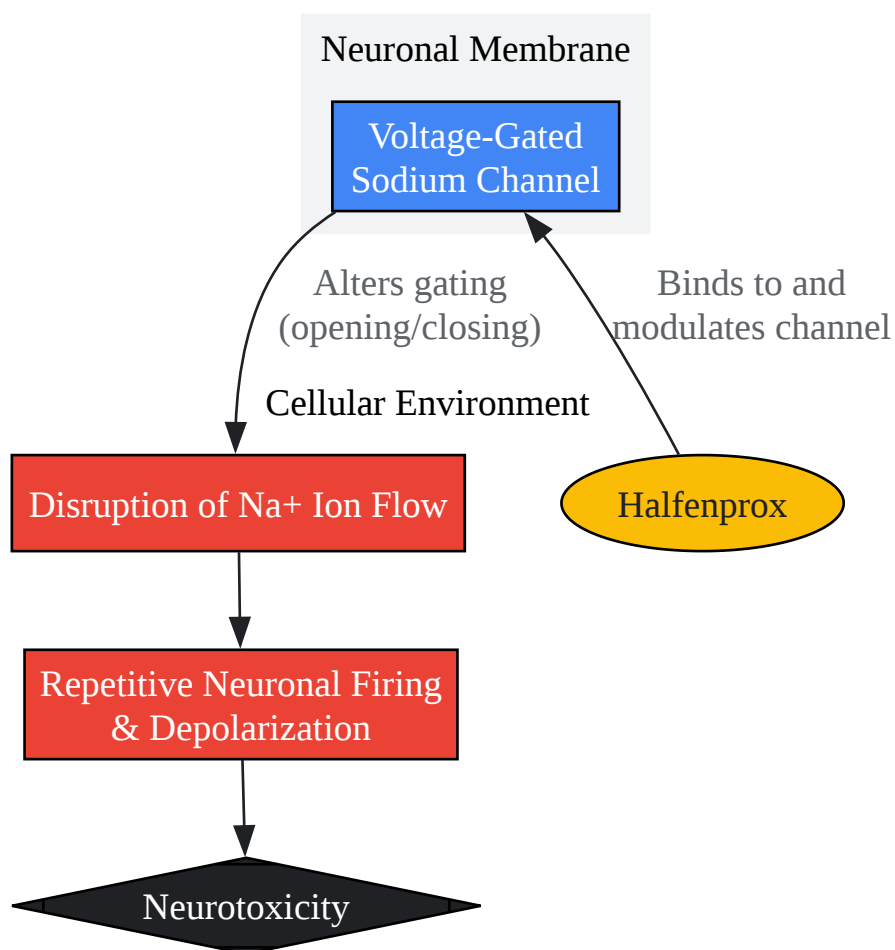 Neuronal Membrane
Voltage-Gated
Sodium Channel
Alters gating
(opening/closing)
Binds to and
modulates channel
Cellular Environment
Disruption of Na+ Ion Flow
Halfenprox
Repetitive Neuronal Firing
& Depolarization
Neurotoxicity